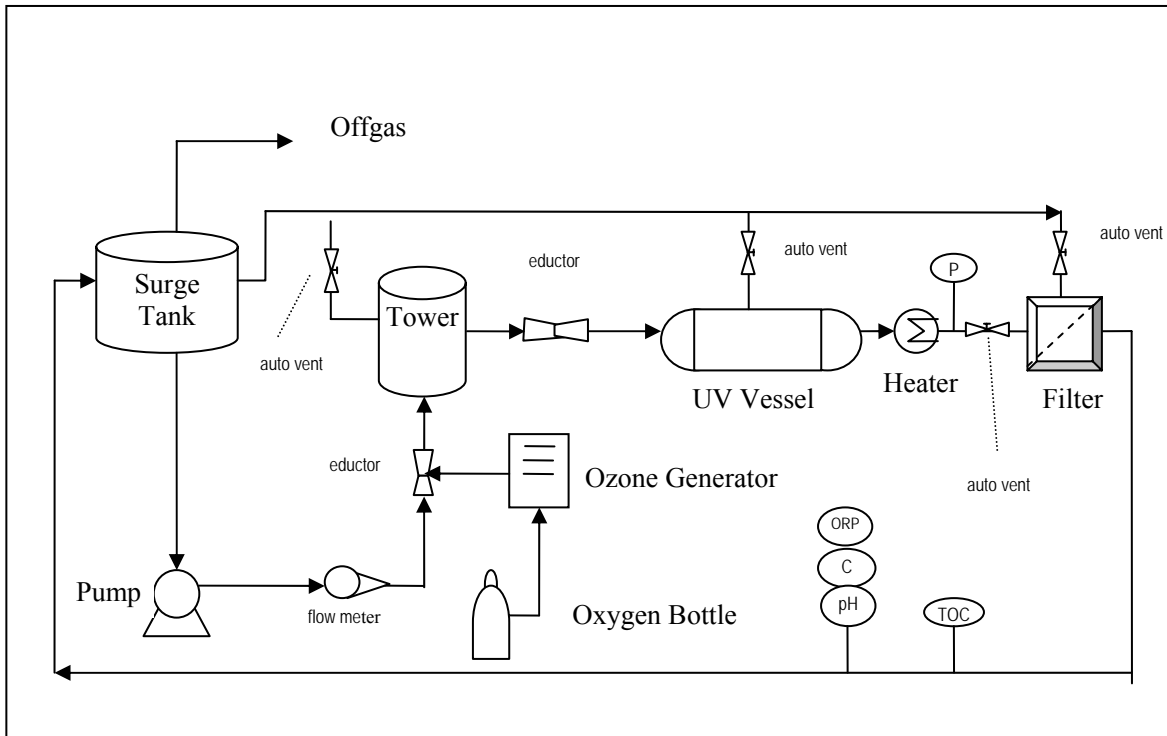 Offgas
Surge
Tank
auto vent
Tower
eductor
auto vent
P
auto vent
UV Vessel
Heater
Filter
auto vent
eductor
Ozone Generator
Pump
flow meter
Oxygen Bottle
ORP
C
pH
TOC